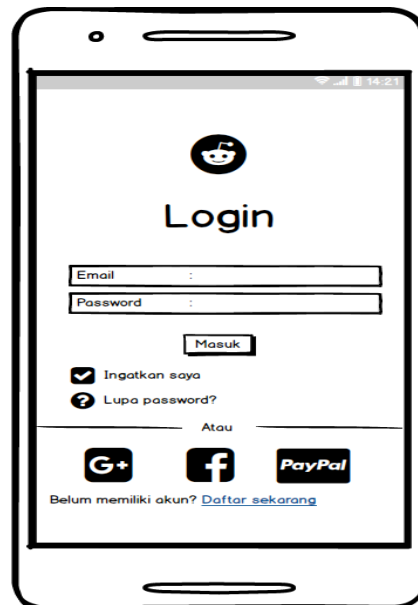 14:21
Login
Email :
Password :
Masuk
Ingatkan saya
? Lupa password?
Atau
G+ f PayPal
Belum memiliki akun? Daftar sekarang